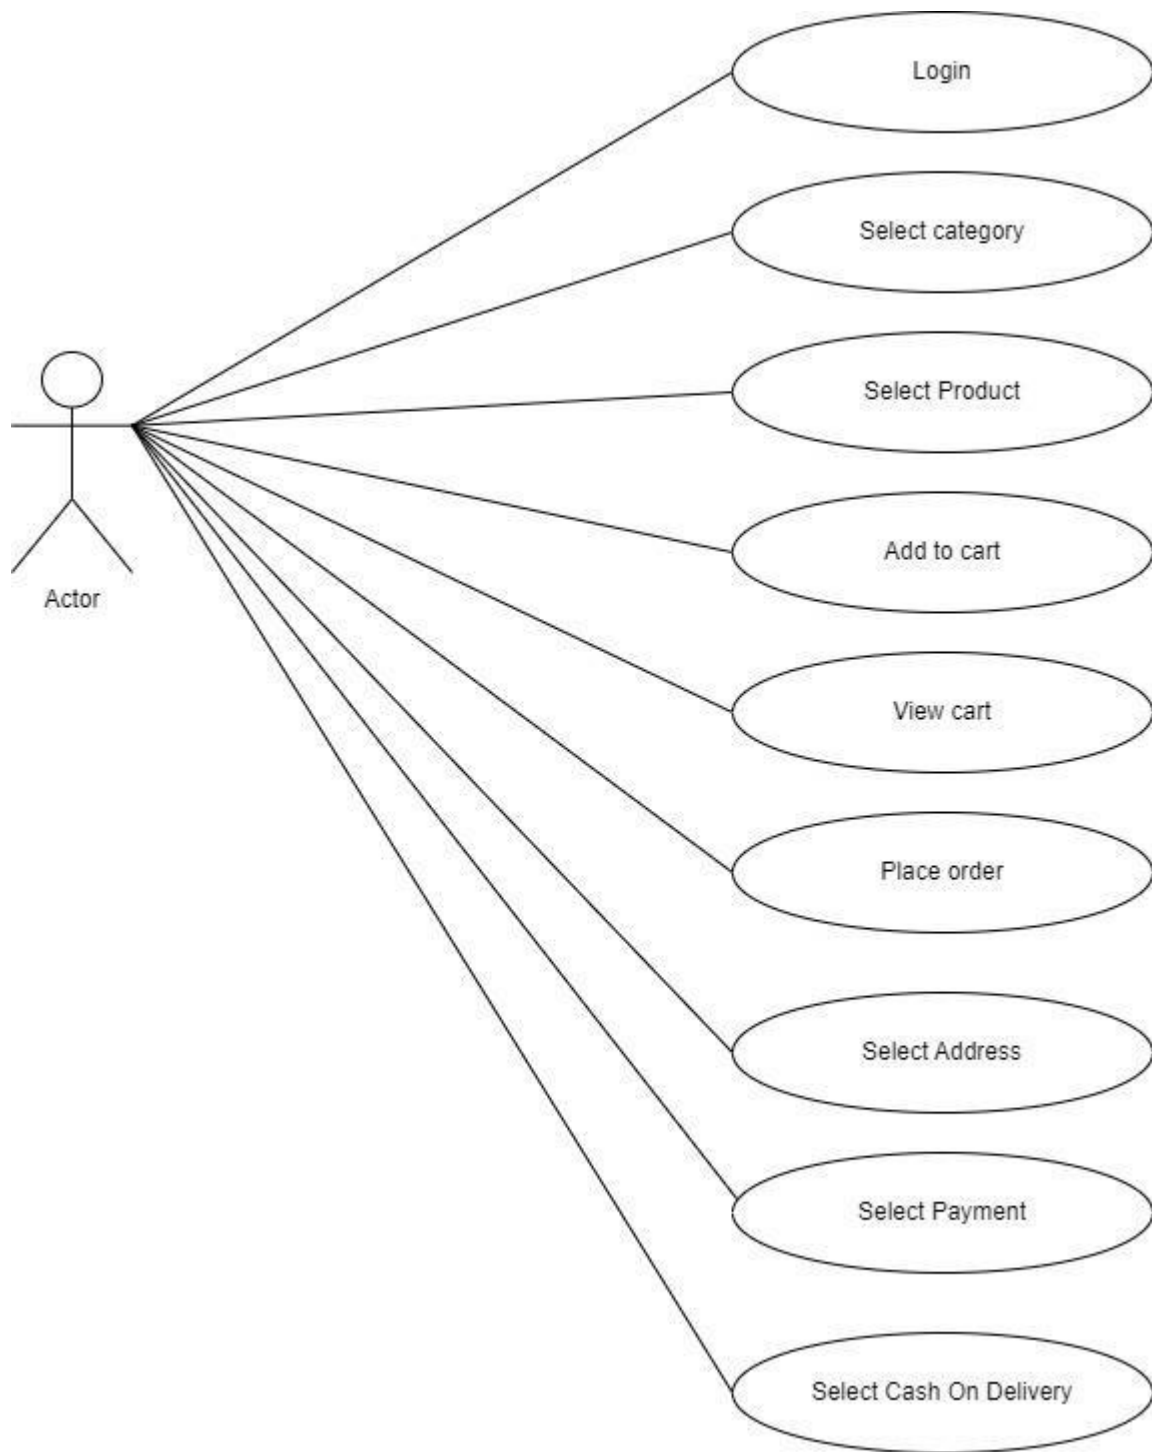 Login
Select category
Select Product
Add to cart
Actor
View cart
Place order
Select Address
Select Payment
Select Cash On Delivery